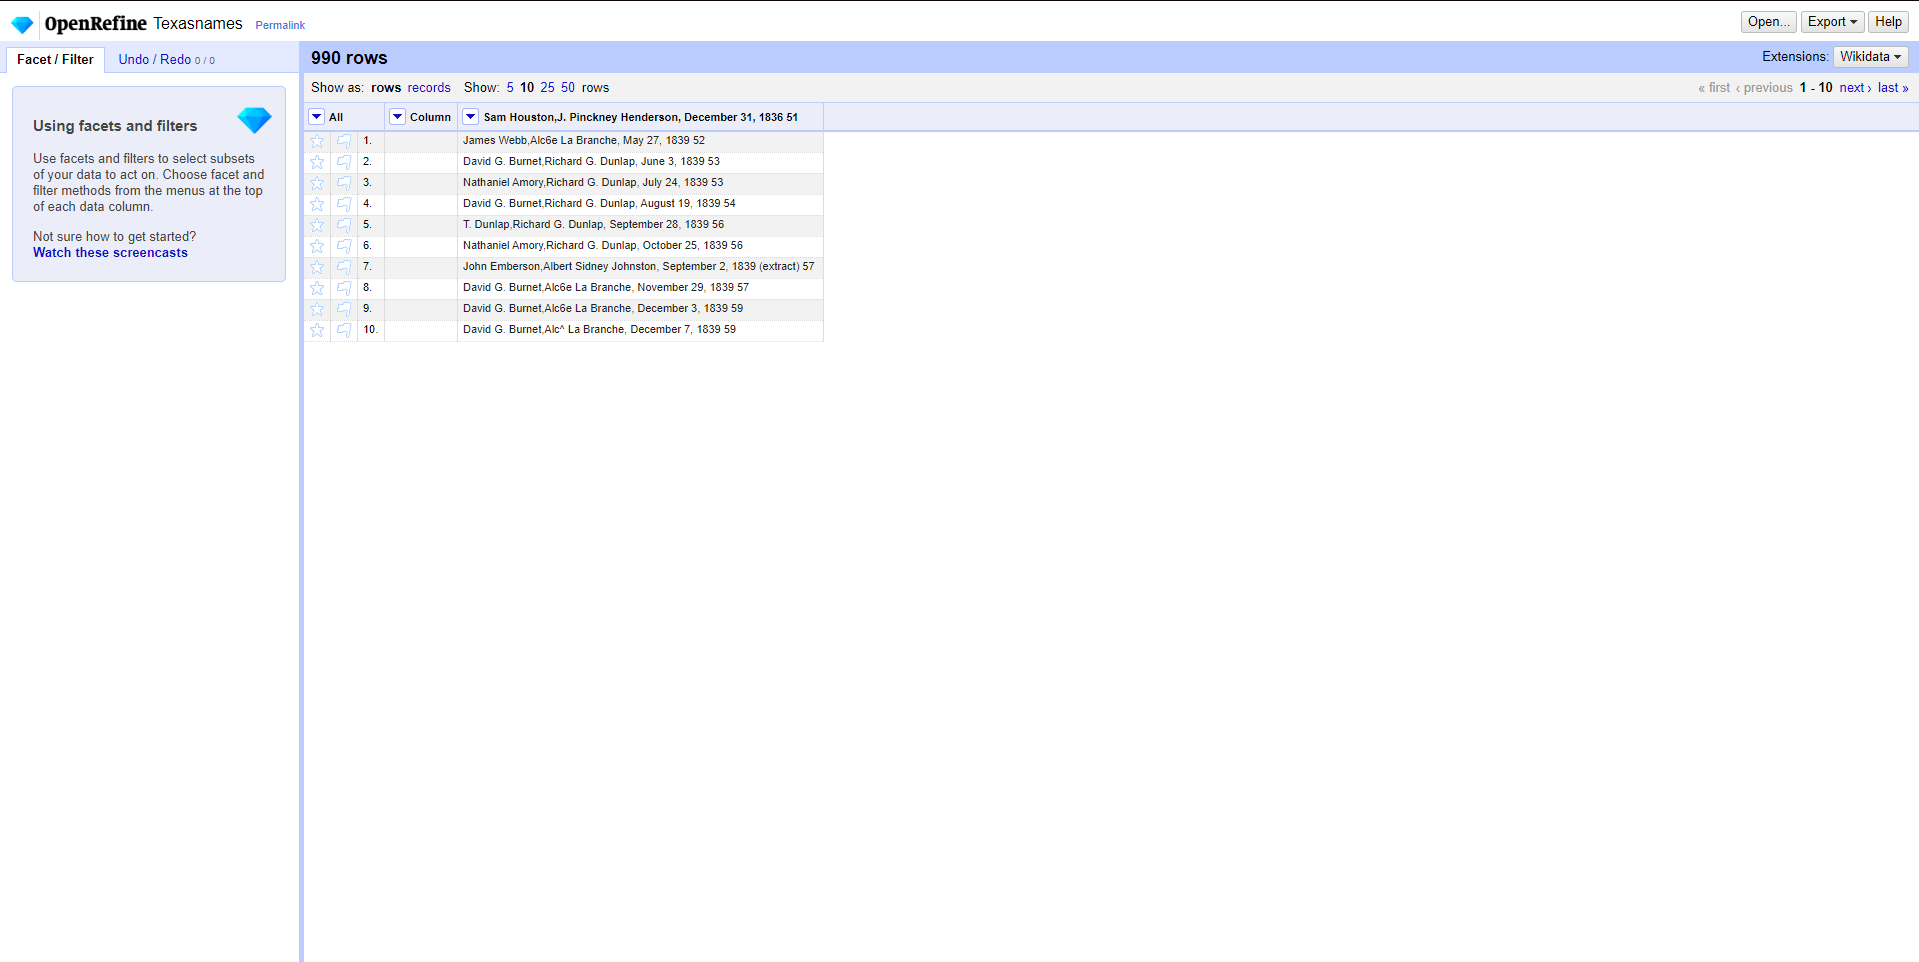 OpenRefine Texasnames Permalink Open... Export Help
Facet / Filter Undo / Redo 0 / 0 990 rows Extensions: Wikidata
Show as: rows records Show: 5 10 25 50 rows « first ‹ previous 1 - 10 next › last »
Using facets and filters
Use facets and filters to select subsets
of your data to act on. Choose facet and
filter methods from the menus at the top
of each data column.
Not sure how to get started?
Watch these screencasts
All Column Sam Houston,J. Pinckney Henderson, December 31, 1836 51
1. James Webb,Alc6e La Branche, May 27, 1839 52
2. David G. Burnet,Richard G. Dunlap, June 3, 1839 53
3. Nathaniel Amory,Richard G. Dunlap, July 24, 1839 53
4. David G. Burnet,Richard G. Dunlap, August 19, 1839 54
5. T. Dunlap,Richard G. Dunlap, September 28, 1839 56
6. Nathaniel Amory,Richard G. Dunlap, October 25, 1839 56
7. John Emberson,Albert Sidney Johnston, September 2, 1839 (extract) 57
8. David G. Burnet,Alc6e La Branche, November 29, 1839 57
9. David G. Burnet,Alc6e La Branche, December 3, 1839 59
10. David G. Burnet,Alc^ La Branche, December 7, 1839 59